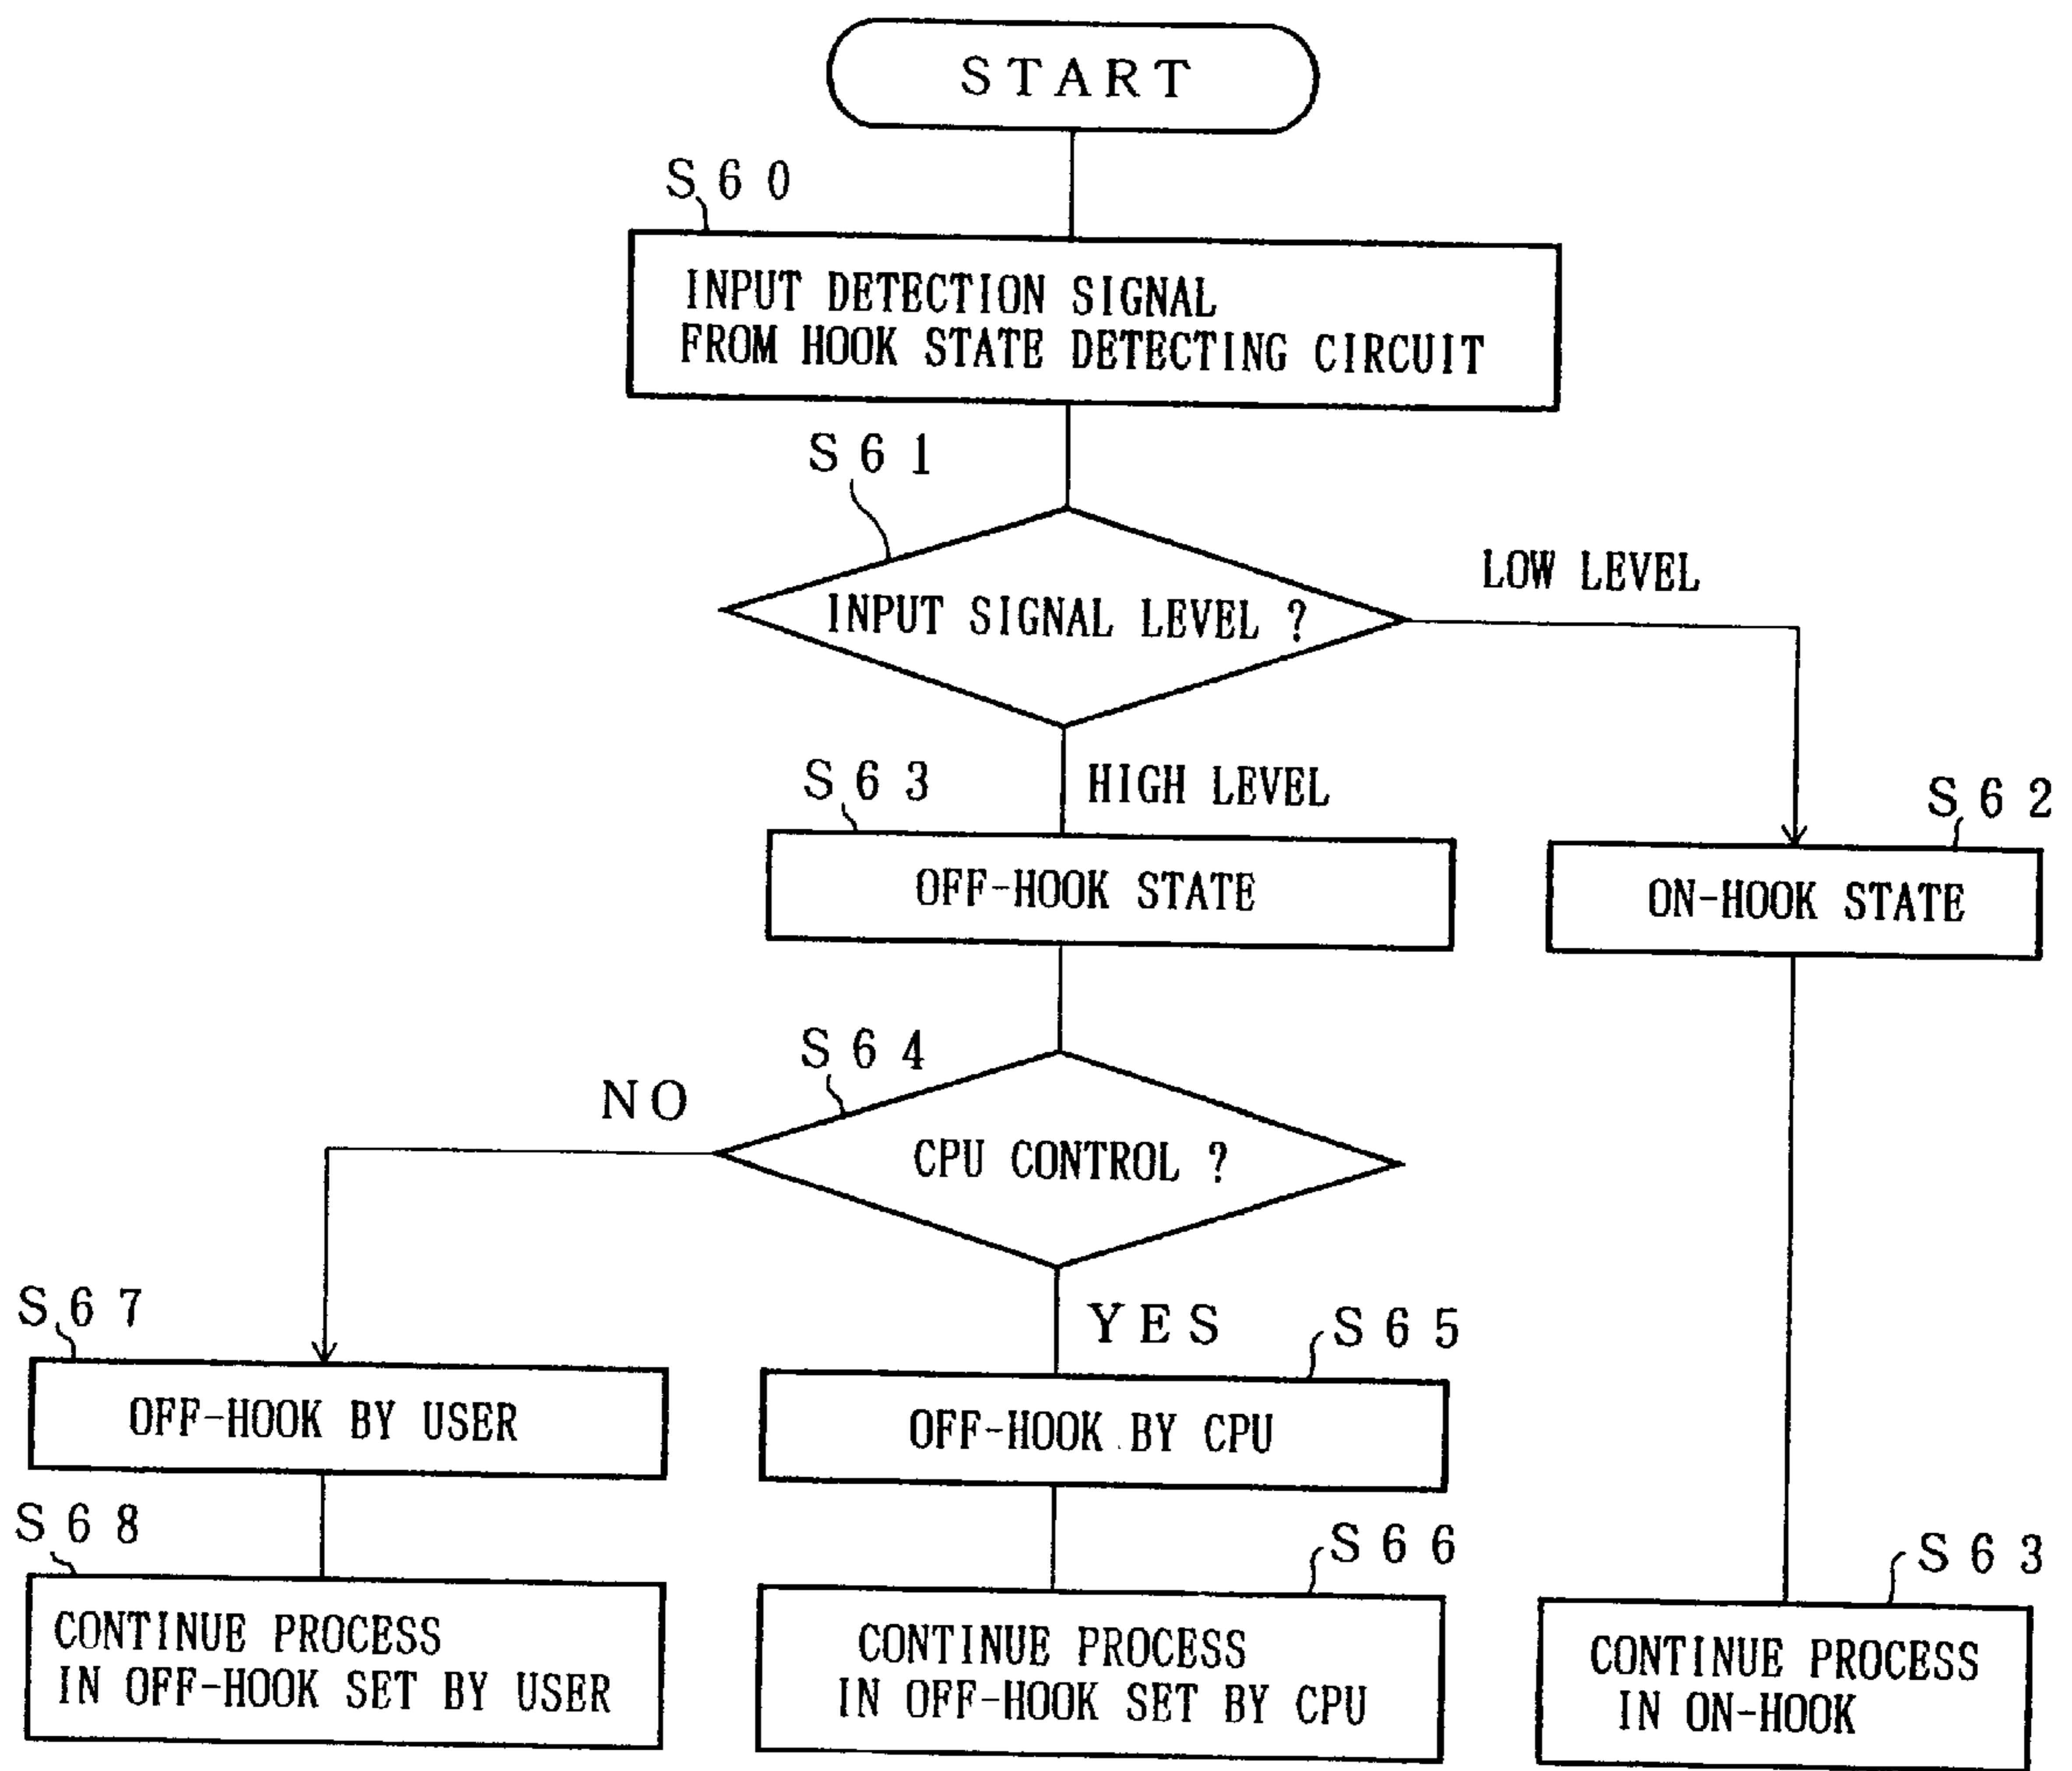 START
S60
INPUT DETECTION SIGNAL
FROM HOOK STATE DETECTING CIRCUIT
S61
INPUT SIGNAL LEVEL ?
LOW LEVEL
HIGH LEVEL
S63
OFF-HOOK STATE
S62
ON-HOOK STATE
S64
CPU CONTROL ?
NO
YES
S67
OFF-HOOK BY USER
S65
OFF-HOOK BY CPU
S68
CONTINUE PROCESS
IN OFF-HOOK SET BY USER
S66
CONTINUE PROCESS
IN OFF-HOOK SET BY CPU
S63
CONTINUE PROCESS
IN ON-HOOK